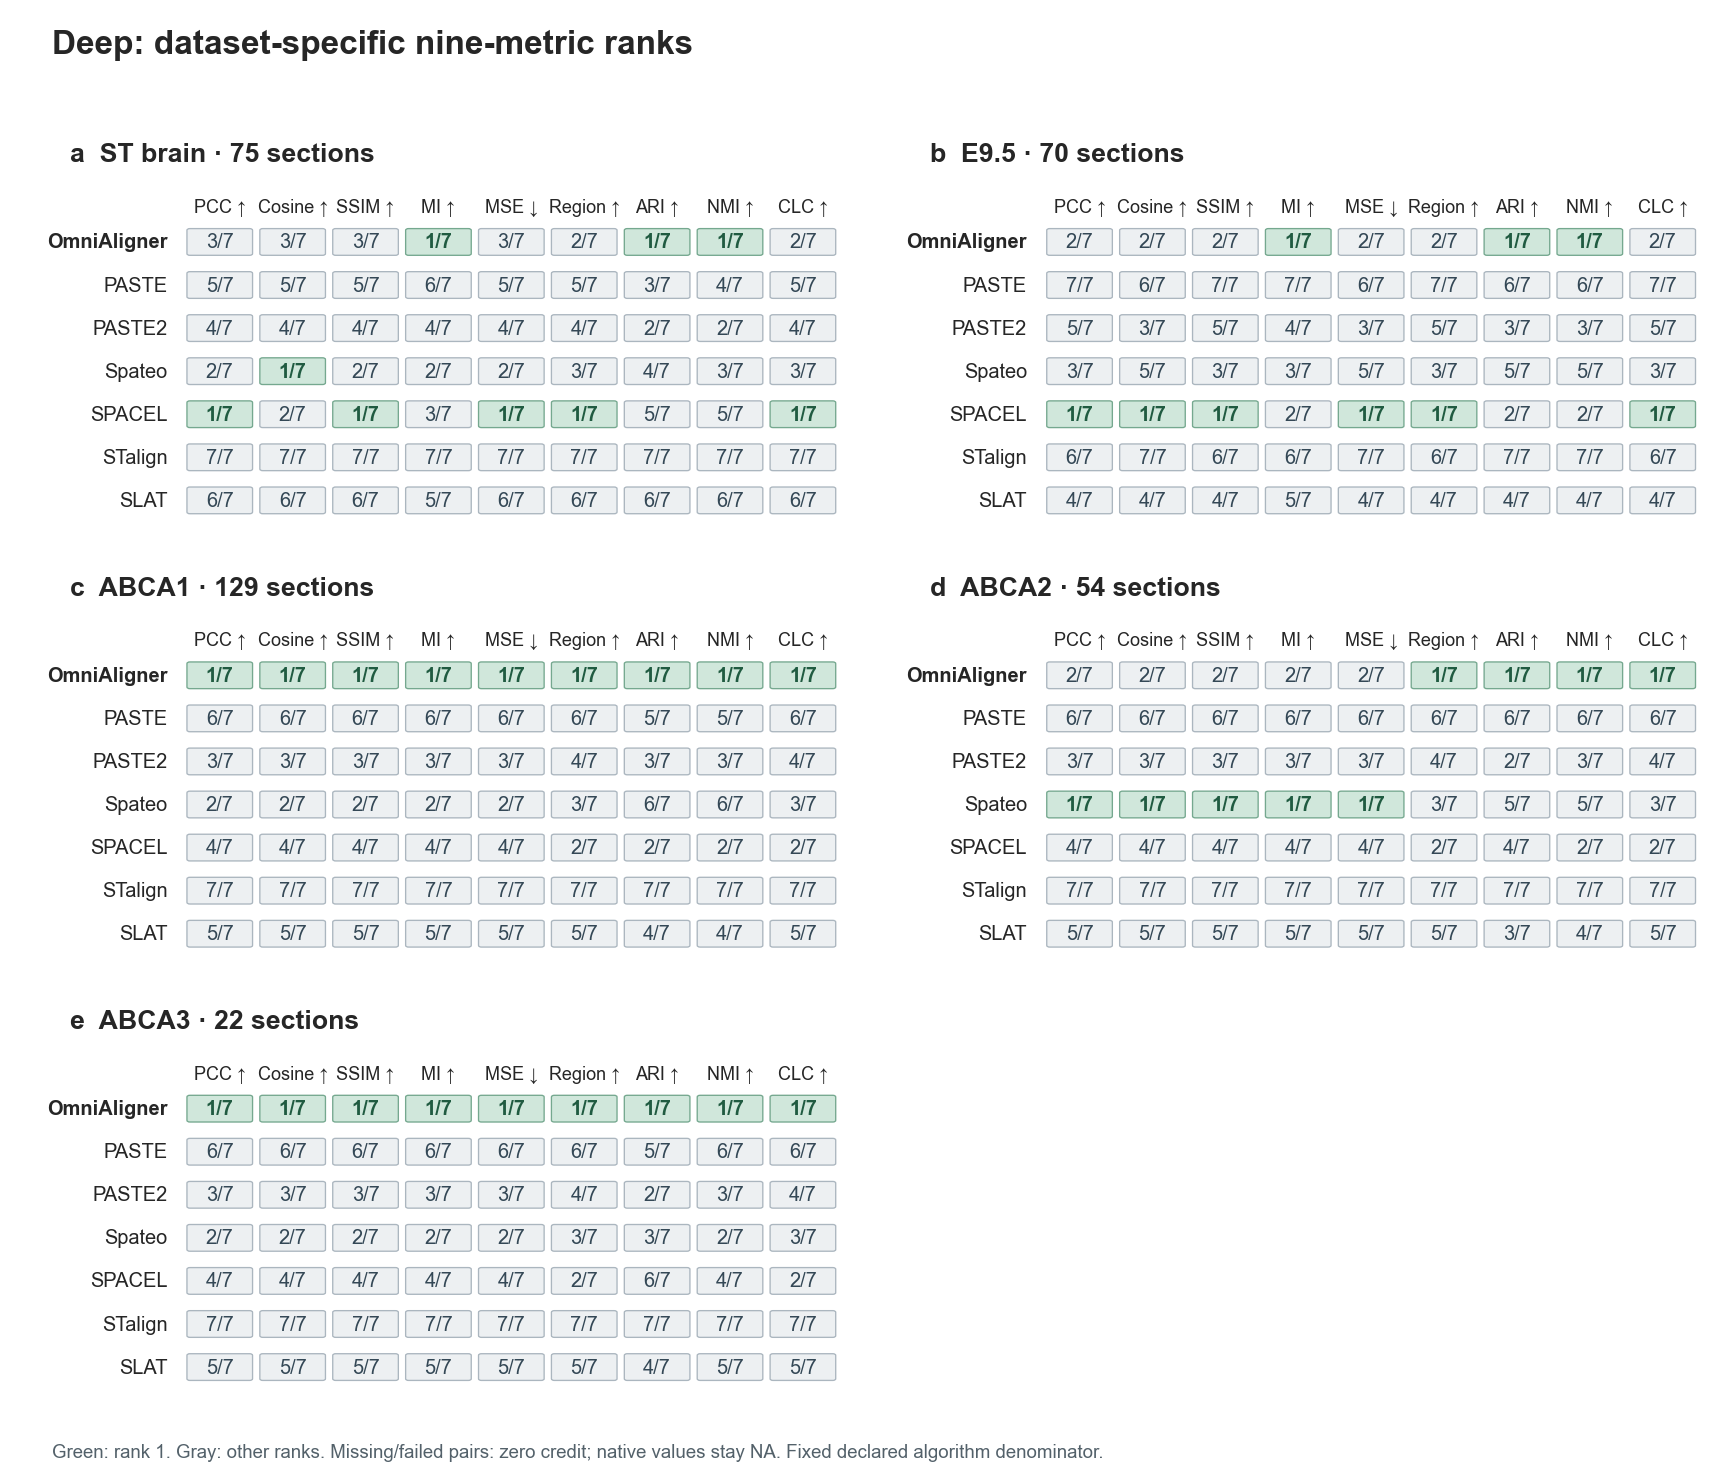 Deep: dataset-specific nine-metric ranks
a ST brain · 75 sections
PCC ↑ Cosine ↑ SSIM ↑ MI ↑ MSE ↓ Region ↑ ARI ↑ NMI ↑ CLC ↑
OmniAligner 3/7 3/7 3/7 1/7 3/7 2/7 1/7 1/7 2/7
PASTE 5/7 5/7 5/7 6/7 5/7 5/7 3/7 4/7 5/7
PASTE2 4/7 4/7 4/7 4/7 4/7 4/7 2/7 2/7 4/7
Spateo 2/7 1/7 2/7 2/7 2/7 3/7 4/7 3/7 3/7
SPACEL 1/7 2/7 1/7 3/7 1/7 1/7 5/7 5/7 1/7
STalign 7/7 7/7 7/7 7/7 7/7 7/7 7/7 7/7 7/7
SLAT 6/7 6/7 6/7 5/7 6/7 6/7 6/7 6/7 6/7
b E9.5 · 70 sections
PCC ↑ Cosine ↑ SSIM ↑ MI ↑ MSE ↓ Region ↑ ARI ↑ NMI ↑ CLC ↑
OmniAligner 2/7 2/7 2/7 1/7 2/7 2/7 1/7 1/7 2/7
PASTE 7/7 6/7 7/7 7/7 6/7 7/7 6/7 6/7 7/7
PASTE2 5/7 3/7 5/7 4/7 3/7 5/7 3/7 3/7 5/7
Spateo 3/7 5/7 3/7 3/7 5/7 3/7 5/7 5/7 3/7
SPACEL 1/7 1/7 1/7 2/7 1/7 1/7 2/7 2/7 1/7
STalign 6/7 7/7 6/7 6/7 7/7 6/7 7/7 7/7 6/7
SLAT 4/7 4/7 4/7 5/7 4/7 4/7 4/7 4/7 4/7
c ABCA1 · 129 sections
PCC ↑ Cosine ↑ SSIM ↑ MI ↑ MSE ↓ Region ↑ ARI ↑ NMI ↑ CLC ↑
OmniAligner 1/7 1/7 1/7 1/7 1/7 1/7 1/7 1/7 1/7
PASTE 6/7 6/7 6/7 6/7 6/7 6/7 5/7 5/7 6/7
PASTE2 3/7 3/7 3/7 3/7 3/7 4/7 3/7 3/7 4/7
Spateo 2/7 2/7 2/7 2/7 2/7 3/7 6/7 6/7 3/7
SPACEL 4/7 4/7 4/7 4/7 4/7 2/7 2/7 2/7 2/7
STalign 7/7 7/7 7/7 7/7 7/7 7/7 7/7 7/7 7/7
SLAT 5/7 5/7 5/7 5/7 5/7 5/7 4/7 4/7 5/7
d ABCA2 · 54 sections
PCC ↑ Cosine ↑ SSIM ↑ MI ↑ MSE ↓ Region ↑ ARI ↑ NMI ↑ CLC ↑
OmniAligner 2/7 2/7 2/7 2/7 2/7 1/7 1/7 1/7 1/7
PASTE 6/7 6/7 6/7 6/7 6/7 6/7 6/7 6/7 6/7
PASTE2 3/7 3/7 3/7 3/7 3/7 4/7 2/7 3/7 4/7
Spateo 1/7 1/7 1/7 1/7 1/7 3/7 5/7 5/7 3/7
SPACEL 4/7 4/7 4/7 4/7 4/7 2/7 4/7 2/7 2/7
STalign 7/7 7/7 7/7 7/7 7/7 7/7 7/7 7/7 7/7
SLAT 5/7 5/7 5/7 5/7 5/7 5/7 3/7 4/7 5/7
e ABCA3 · 22 sections
PCC ↑ Cosine ↑ SSIM ↑ MI ↑ MSE ↓ Region ↑ ARI ↑ NMI ↑ CLC ↑
OmniAligner 1/7 1/7 1/7 1/7 1/7 1/7 1/7 1/7 1/7
PASTE 6/7 6/7 6/7 6/7 6/7 6/7 5/7 6/7 6/7
PASTE2 3/7 3/7 3/7 3/7 3/7 4/7 2/7 3/7 4/7
Spateo 2/7 2/7 2/7 2/7 2/7 3/7 3/7 2/7 3/7
SPACEL 4/7 4/7 4/7 4/7 4/7 2/7 6/7 4/7 2/7
STalign 7/7 7/7 7/7 7/7 7/7 7/7 7/7 7/7 7/7
SLAT 5/7 5/7 5/7 5/7 5/7 5/7 4/7 5/7 5/7
Green: rank 1. Gray: other ranks. Missing/failed pairs: zero credit; native values stay NA. Fixed declared algorithm denominator.